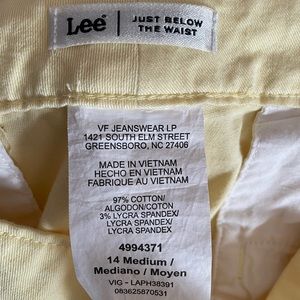 Lee®
JUST BELOW
THE WAIST
VF JEANSWEAR LP
1421 SOUTH ELM STREET
GREENSBORO, NC 27406
MADE IN VIETNAM
HECHO EN VIETNAM
FABRIQUE AU VIETNAM
97% COTTON/
ALGODON/COTON
3% LYCRA SPANDEX/
LYCRA SPANDEX/
LYCRA SPANDEX
4994371
14 Medium /
Mediano / Moyen
VIG - LAPH38391
083625870531